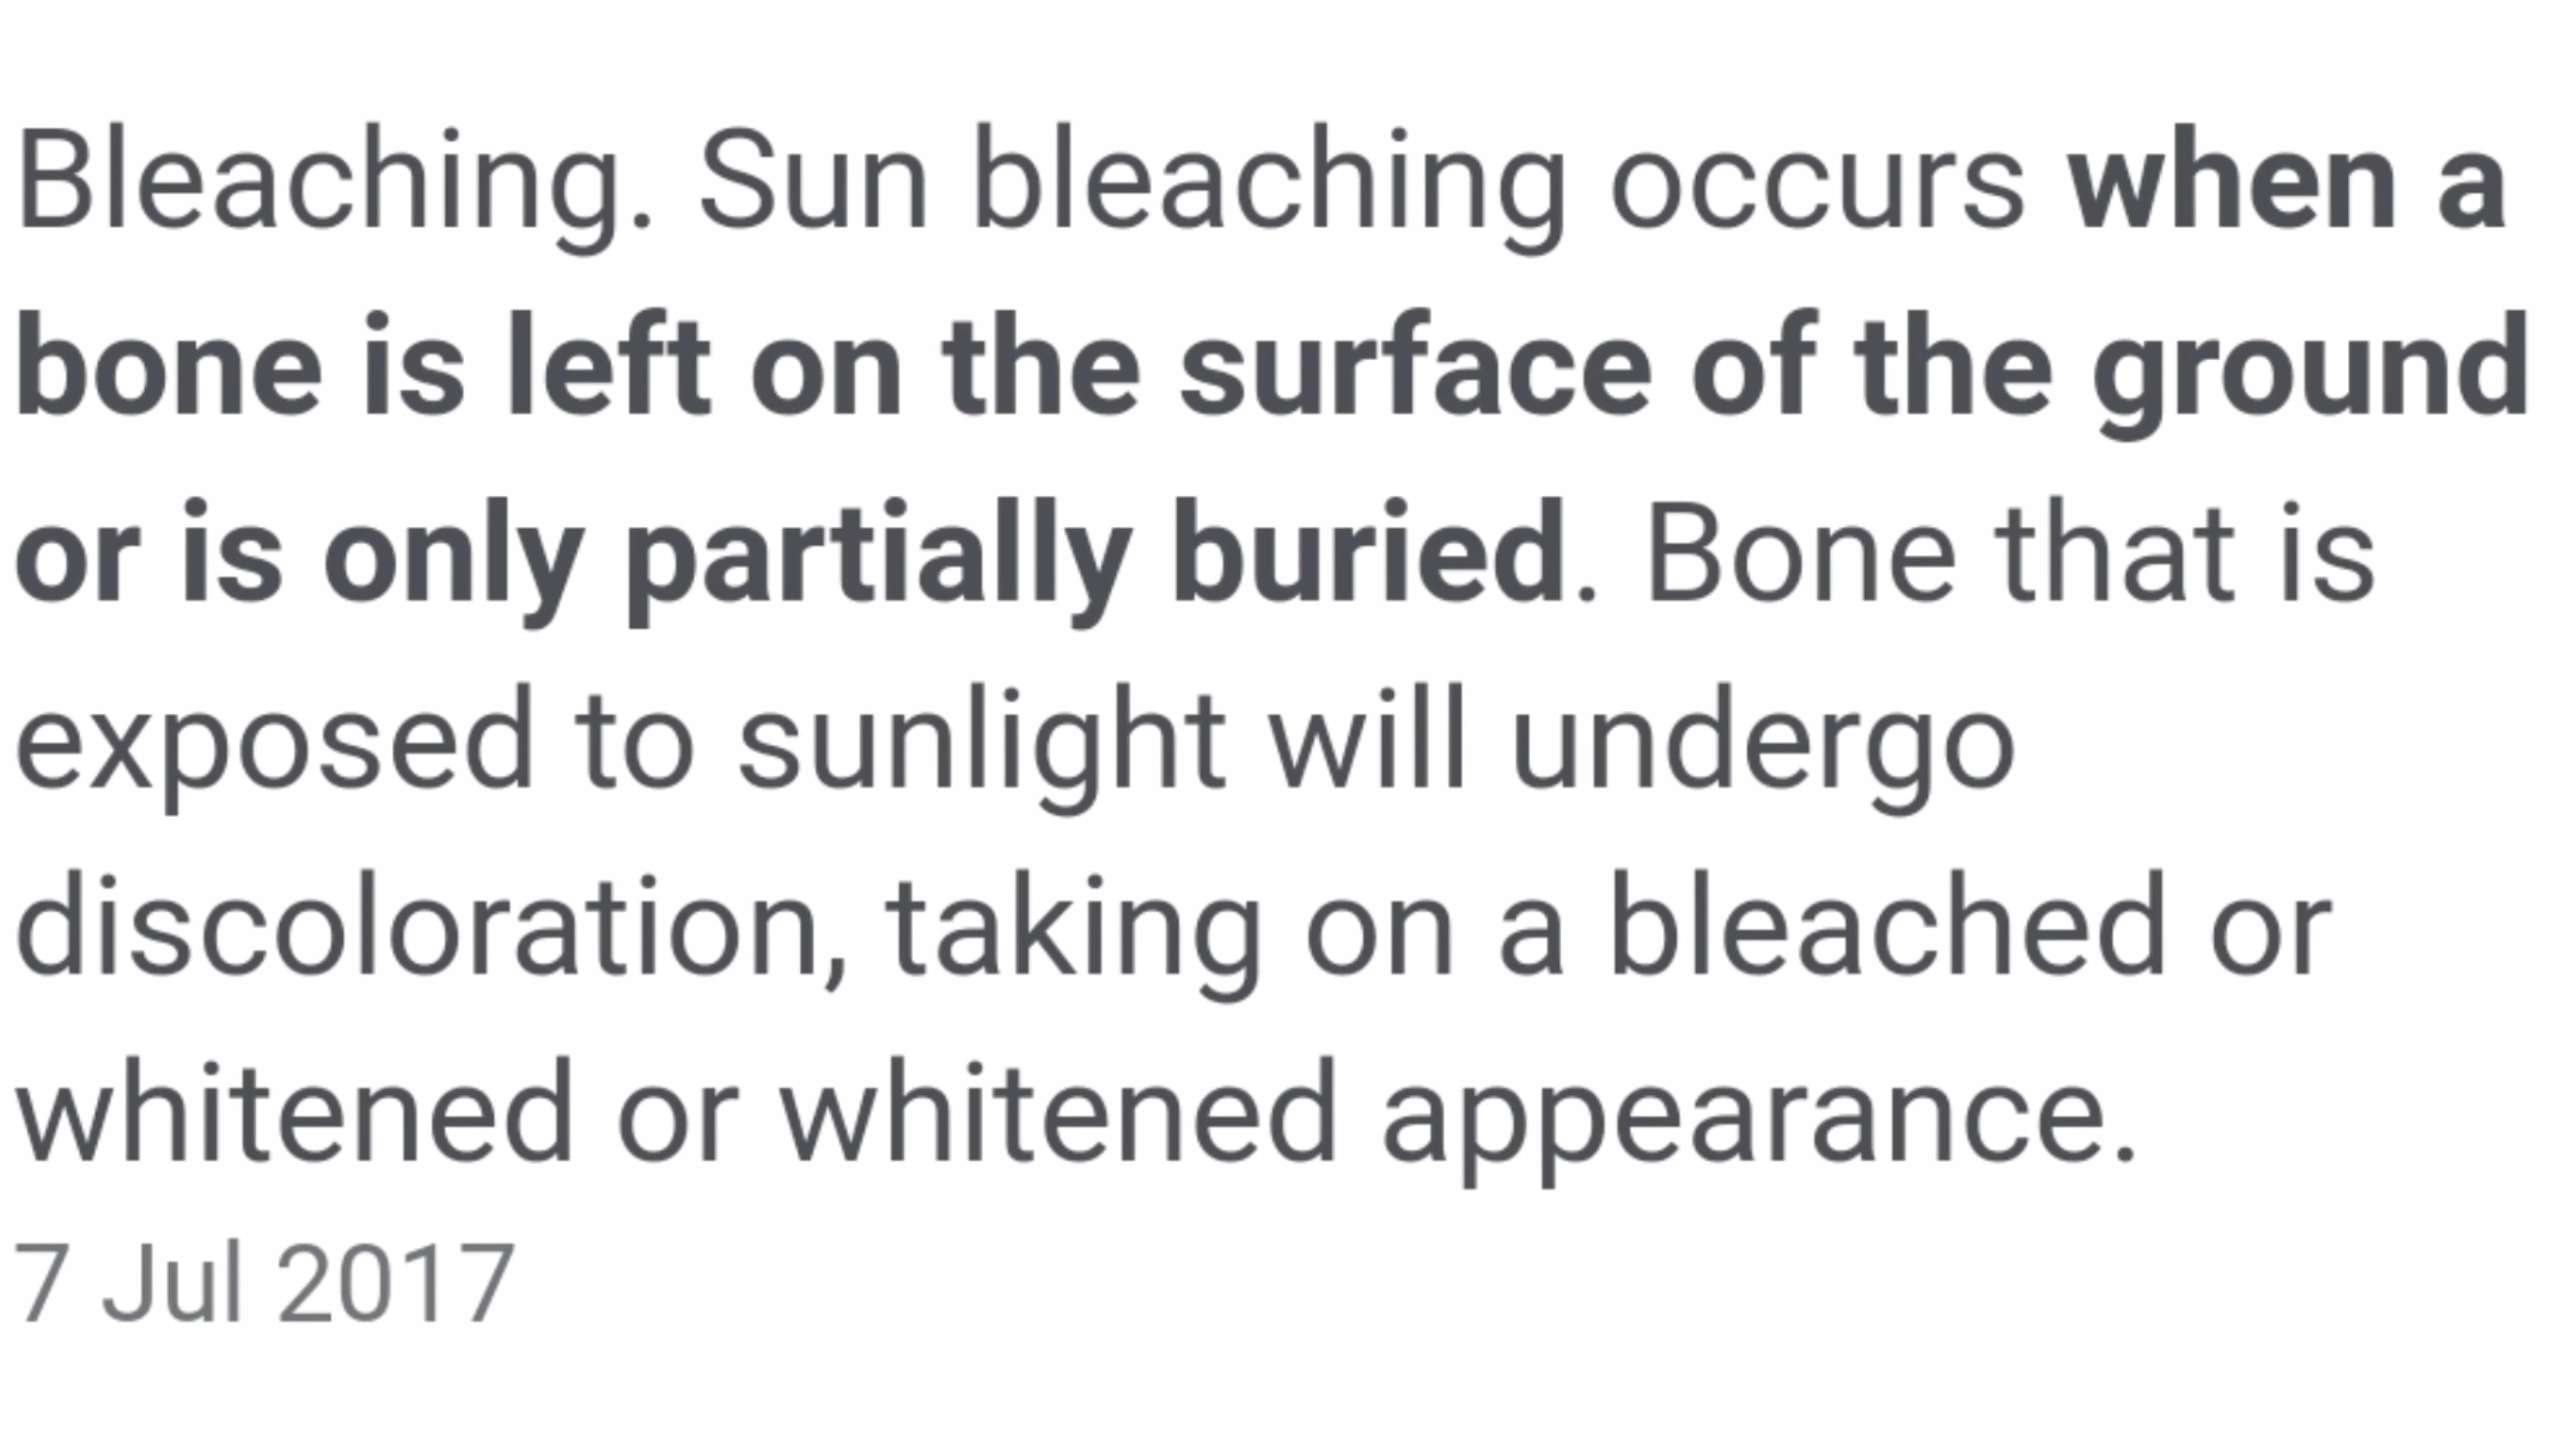 Bleaching. Sun bleaching occurs when a
bone is left on the surface of the ground
or is only partially buried. Bone that is
exposed to sunlight will undergo
discoloration, taking on a bleached or
whitened or whitened appearance.
7 Jul 2017